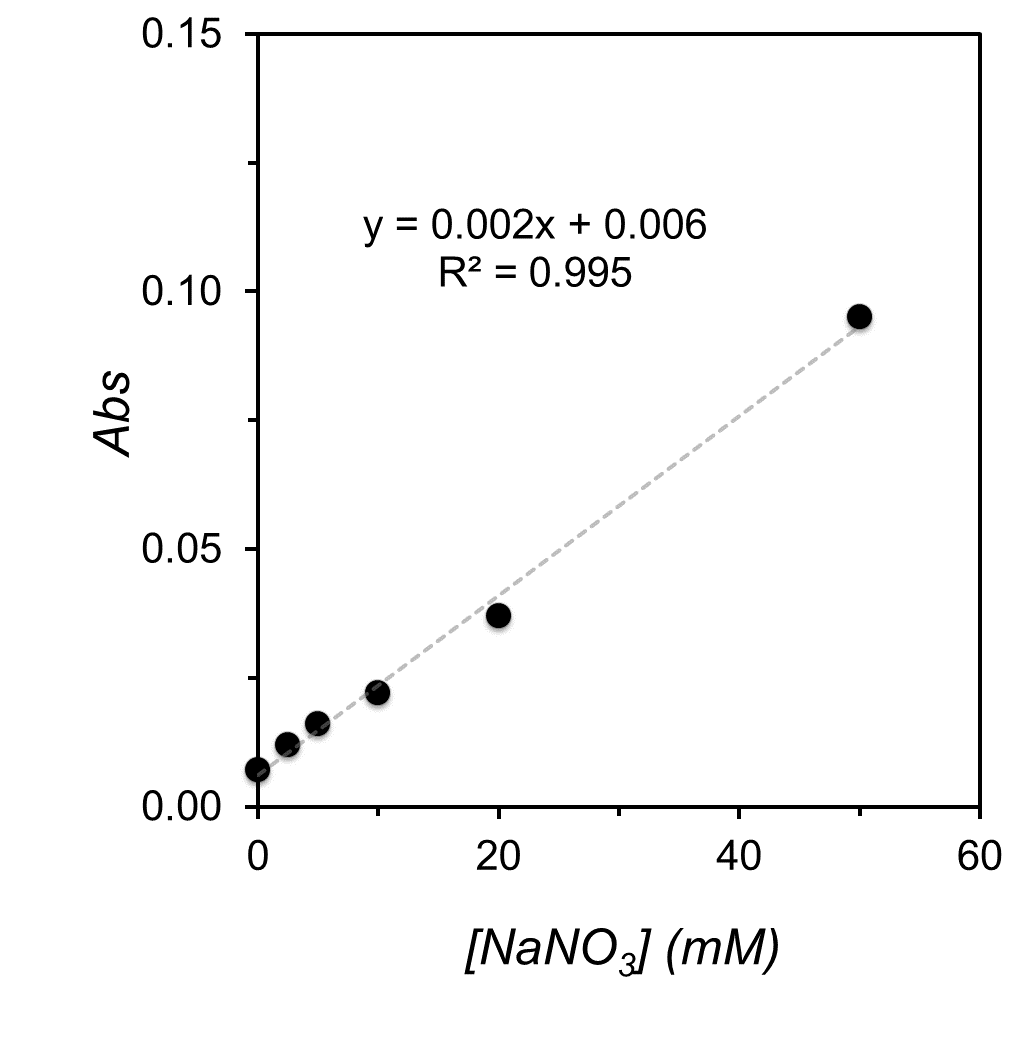 0.15
y = 0.002x + 0.006
R² = 0.995
0.10
Abs
0.05
0.00
0 20 40 60
[NaNO₃] (mM)